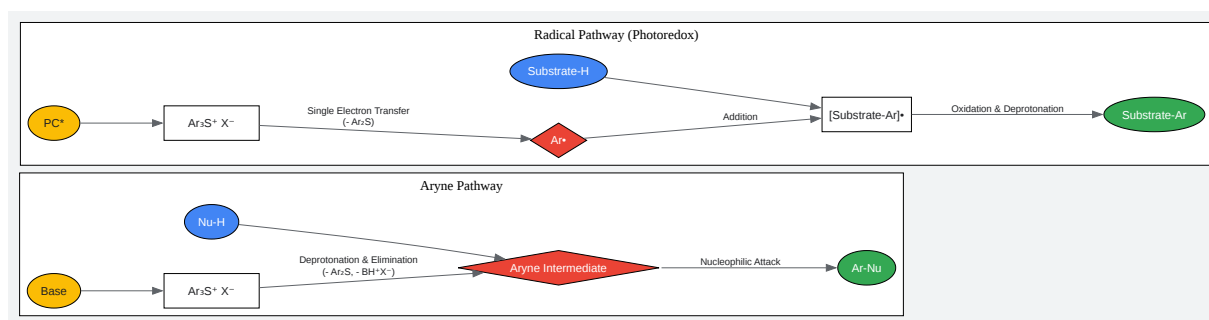 Radical Pathway (Photoredox)
Substrate-H
PC*
Ar₃S⁺ X⁻
Single Electron Transfer
(- Ar₂S)
Ar•
Addition
[Substrate-Ar]•
Oxidation & Deprotonation
Substrate-Ar
Aryne Pathway
Nu-H
Base
Ar₃S⁺ X⁻
Deprotonation & Elimination
(- Ar₂S, - BH⁺X⁻)
Aryne Intermediate
Nucleophilic Attack
Ar-Nu